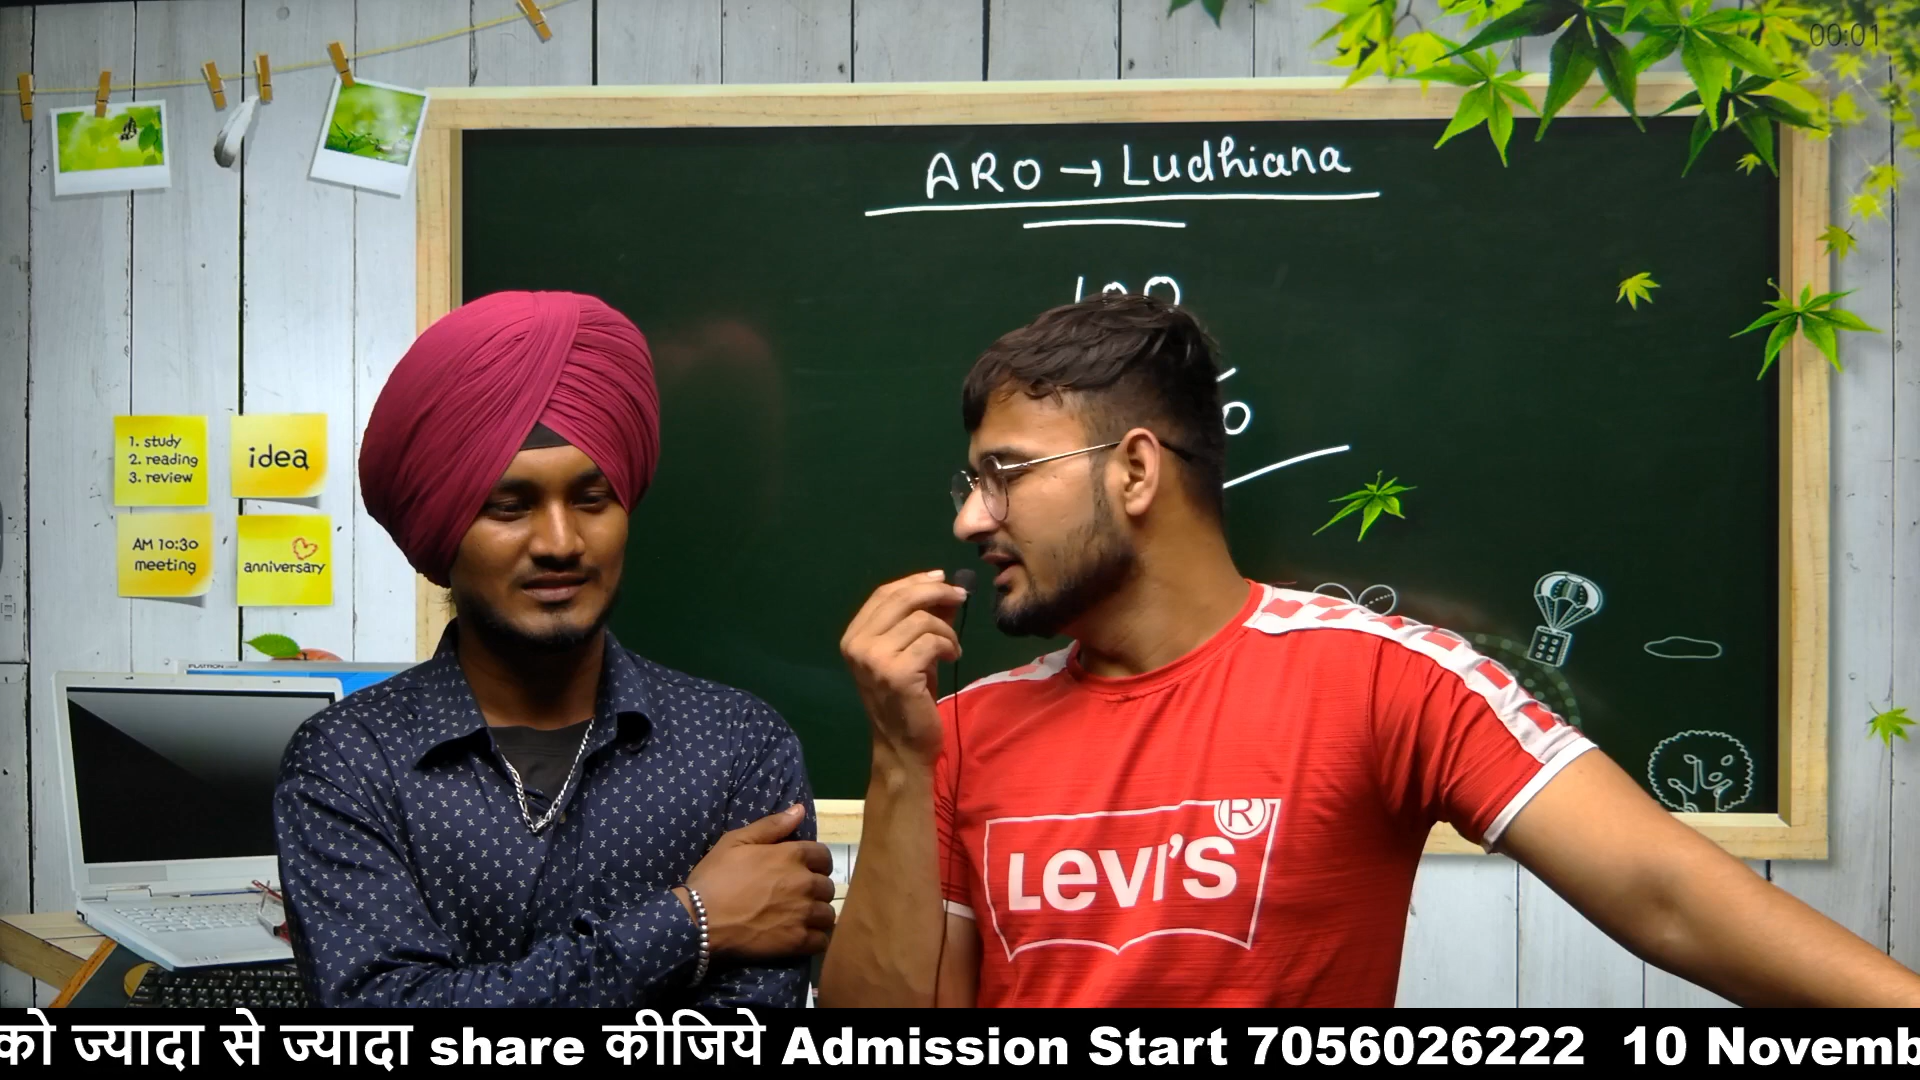 00:01
ARO → Ludhiana
100
1. study
2. reading
3. review
idea
AM 10:30
meeting
anniversary
LEVI'S ®
को ज्यादा से ज्यादा share कीजिये Admission Start 7056026222 10 Novemb